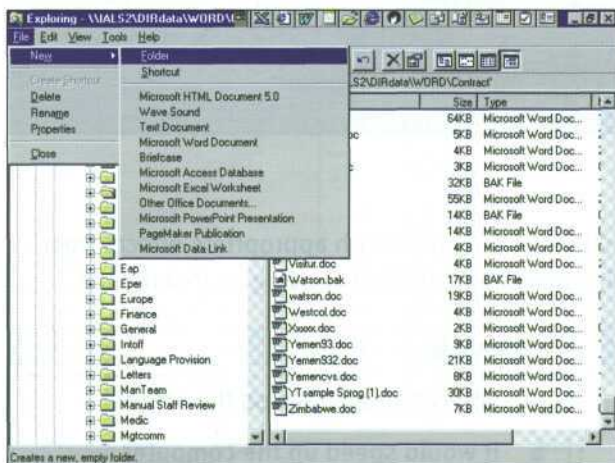 Exploring - \\IALS2\DIRdata\WORD\
File Edit View Tools Help
New
Create Shortcut
Delete
Rename
Properties
Close
Folder
Shortcut
Microsoft HTML Document 5.0
Wave Sound
Text Document
Microsoft Word Document
Briefcase
Microsoft Access Database
Microsoft Excel Worksheet
Other Office Documents...
Microsoft PowerPoint Presentation
PageMaker Publication
Microsoft Data Link
S2\DIRdata\WORD\Contract'
Size Type
64KB Microsoft Word Doc...
5KB Microsoft Word Doc...
4KB Microsoft Word Doc...
3KB Microsoft Word Doc...
32KB BAK File
55KB Microsoft Word Doc...
14KB BAK File
14KB BAK File
14KB Microsoft Word Doc...
4KB Microsoft Word Doc...
Visitur.doc 4KB Microsoft Word Doc...
Watson.bak 17KB BAK File
watson.doc 19KB Microsoft Word Doc...
Westcol.doc 4KB Microsoft Word Doc...
Xxxxx.doc 2KB Microsoft Word Doc...
Yemen93.doc 9KB Microsoft Word Doc...
Yemen932.doc 21KB Microsoft Word Doc...
Yemencvs.doc 8KB Microsoft Word Doc...
YTsample Sprog (1).doc 30KB Microsoft Word Doc...
Zimbabwe.doc 7KB Microsoft Word Doc...
Eap
Eper
Europe
Finance
General
Intoff
Language Provision
Letters
ManTeam
Manual Staff Review
Medic
Mgtcomm
Creates a new, empty folder.